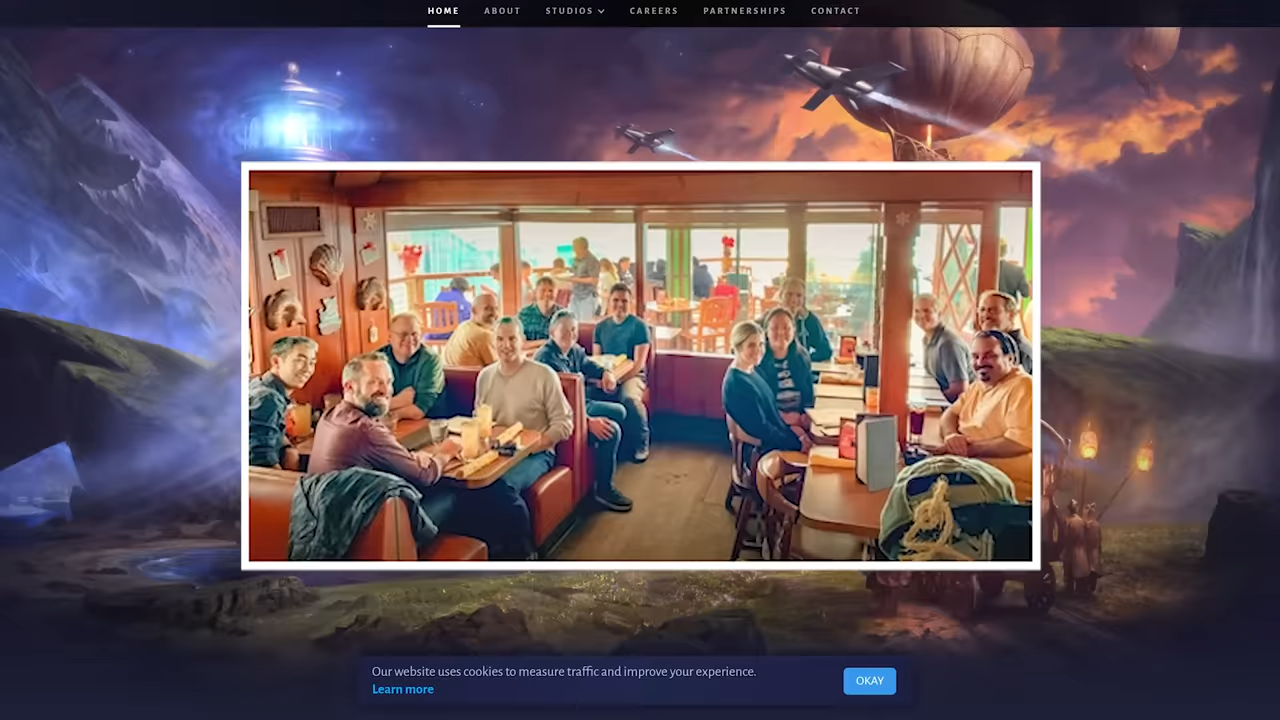 HOME ABOUT STUDIOS CAREERS PARTNERSHIPS CONTACT
Our website uses cookies to measure traffic and improve your experience.
Learn more
OKAY